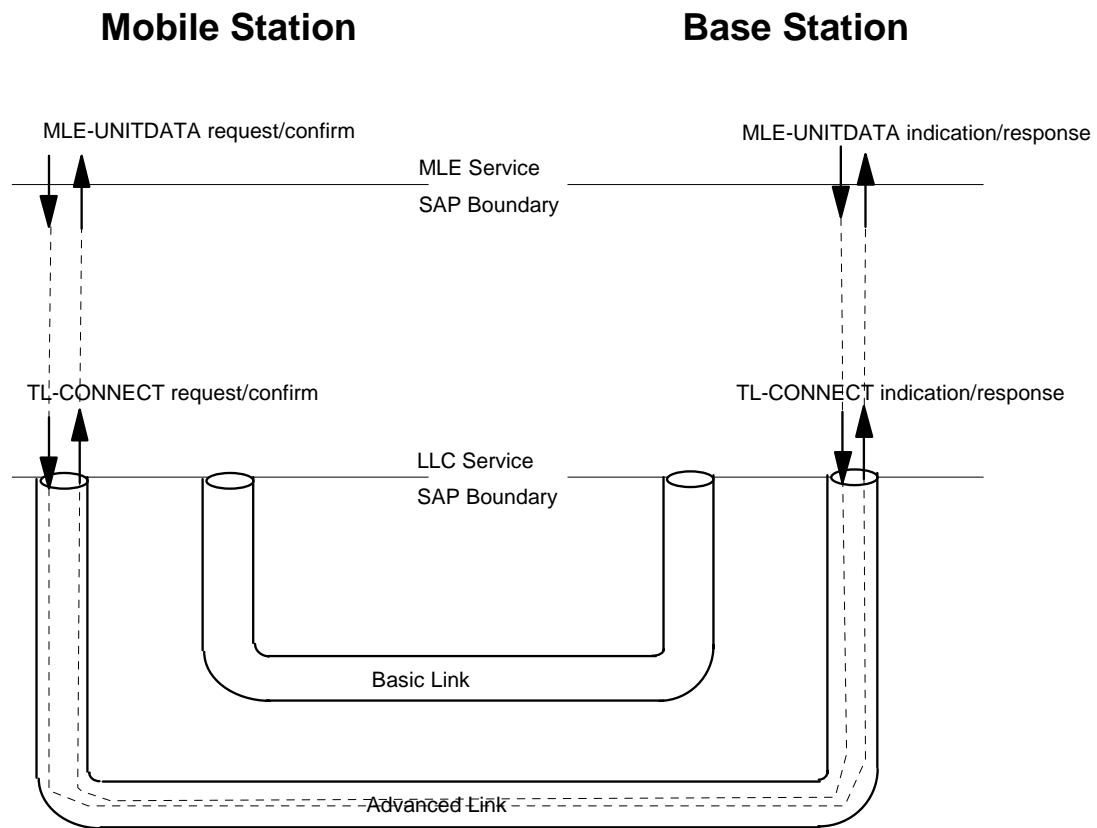 Mobile Station
Base Station
MLE-UNITDATA request/confirm
MLE-UNITDATA indication/response
MLE Service
SAP Boundary
TL-CONNECT request/confirm
TL-CONNECT indication/response
LLC Service
SAP Boundary
Basic Link
Advanced Link